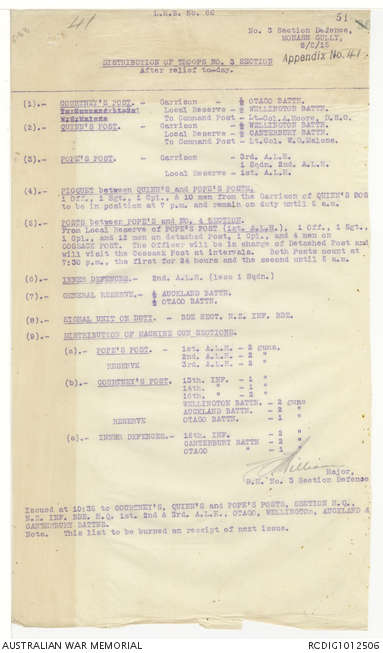 L.H.S. No. 62
41
51
No. 3 Section Defence,
MONASH GULLY,
8/8/15
Appendix No. 41
DISTRIBUTION OF TROOPS NO. 3 SECTION
After relief to-day.
(1).- COURTNEY'S POST. - Garrison - ½ OTAGO BATTN.
Local Reserve - ½ WELLINGTON BATTN.
To Command Post - Lt-Col. A. Moore, D.S.O.
W.G. Malone
(2).- QUINN'S POST. - Garrison - ½ WELLINGTON BATTN.
Local Reserve - ½ CANTERBURY BATTN.
To Command Post - Lt.Col. W.G. Malone.
(3).- POPE'S POST. - Garrison - 3rd. A.L.H.
1 Sqdn. 2nd. A.L.H.
Local Reserve - 1st. A.L.H.
(4).- PICQUET between QUINN'S and POPE'S POSTS.
1 Off., 1 Sgt., 1 Cpl., & 10 men from the Garrison of QUINN'S POS
to be in position at 7 p.m. and remain on duty until 5 a.m.
(5).- POSTS between POPE'S and NO. 4 SECTION.
From Local Reserve of POPE'S POST (1st. A.L.H.). 1 Off., 1 Sgt.,
1 Cpl., and 12 men on detached Post, 1 Cpl., and 4 men on
COSSACK POST. The Officer will be in charge of Detached Post and
will visit the Cossack Post at intervals. Both Posts mount at
7:30 p.m., the first for 24 hours and the second until 5 a.m.
(6).- INNER DEFENCES. - 2nd. A.L.H. (less 1 Sqdn.)
(7).- GENERAL RESERVE. - ½ AUCKLAND BATTN.
½ OTAGO BATTN.
(8).- SIGNAL UNIT ON DUTY. - BDE SECT. N.Z. INF. BDE.
(9).- DISTRIBUTION OF MACHINE GUN SECTIONS.
(a).- POPE'S POST. - 1st. A.L.H. - 2 guns.
2nd. A.L.H. - 2 "
RESERVE 3rd. A.L.H. - 2 "
(b).- COURTNEY'S POST. 13th. INF. - 1 "
14th. " - 1 "
16th. " - 2 "
WELLINGTON BATTN. - 2 guns
AUCKLAND BATTN. - 2 "
RESERVE OTAGO BATTN. - 1 "
(c).- INNER DEFENCES. - 15th. INF. - 2 "
CANTERBURY BATTN - 2 "
OTAGO " - 1 "
Major,
B.M. No. 3 Section Defence
Issued at 10:35 to COURTNEY'S, QUINN'S and POPE'S POSTS, SECTION H.Q.,
N.Z. INF. BDE. H.Q. 1st. 2nd & 3rd. A.L.H., OTAGO, WELLINGTON, AUCKLAND &
CANTERBURY BATTNS.
Note. This list to be burned on receipt of next issue.
AUSTRALIAN WAR MEMORIAL
RCDIG1012506